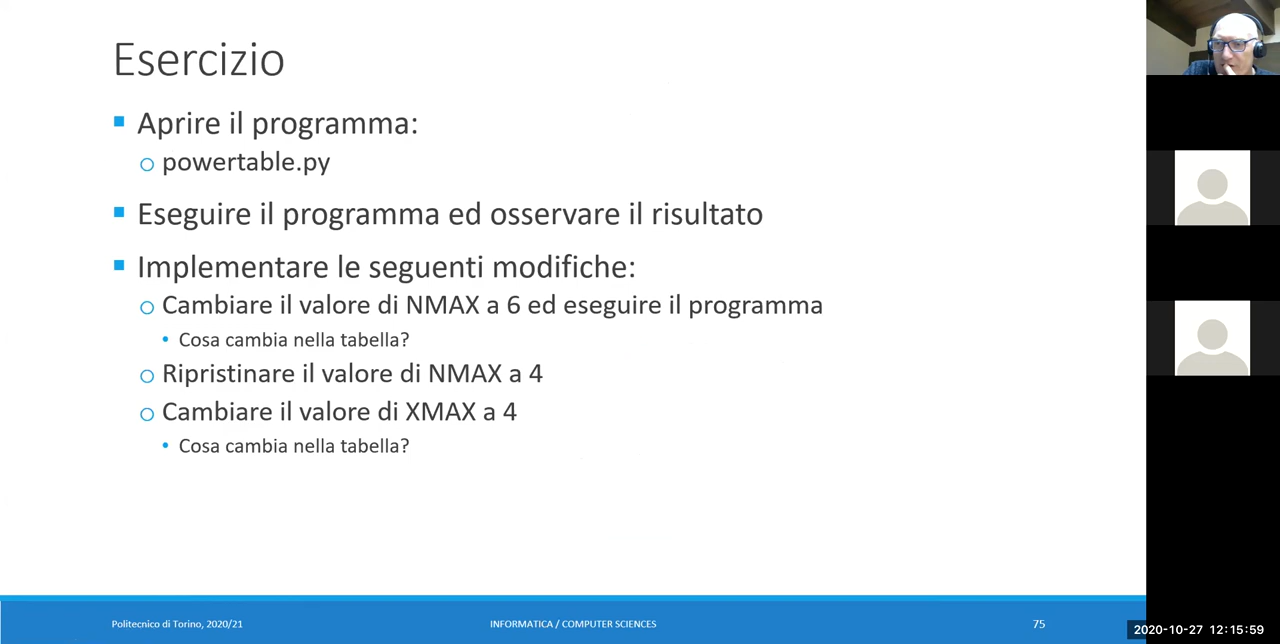 Esercizio
Aprire il programma:
powertable.py
Eseguire il programma ed osservare il risultato
Implementare le seguenti modifiche:
Cambiare il valore di NMAX a 6 ed eseguire il programma
Cosa cambia nella tabella?
Ripristinare il valore di NMAX a 4
Cambiare il valore di XMAX a 4
Cosa cambia nella tabella?
Politecnico di Torino, 2020/21
INFORMATICA / COMPUTER SCIENCES
75
2020-10-27 12:15:59